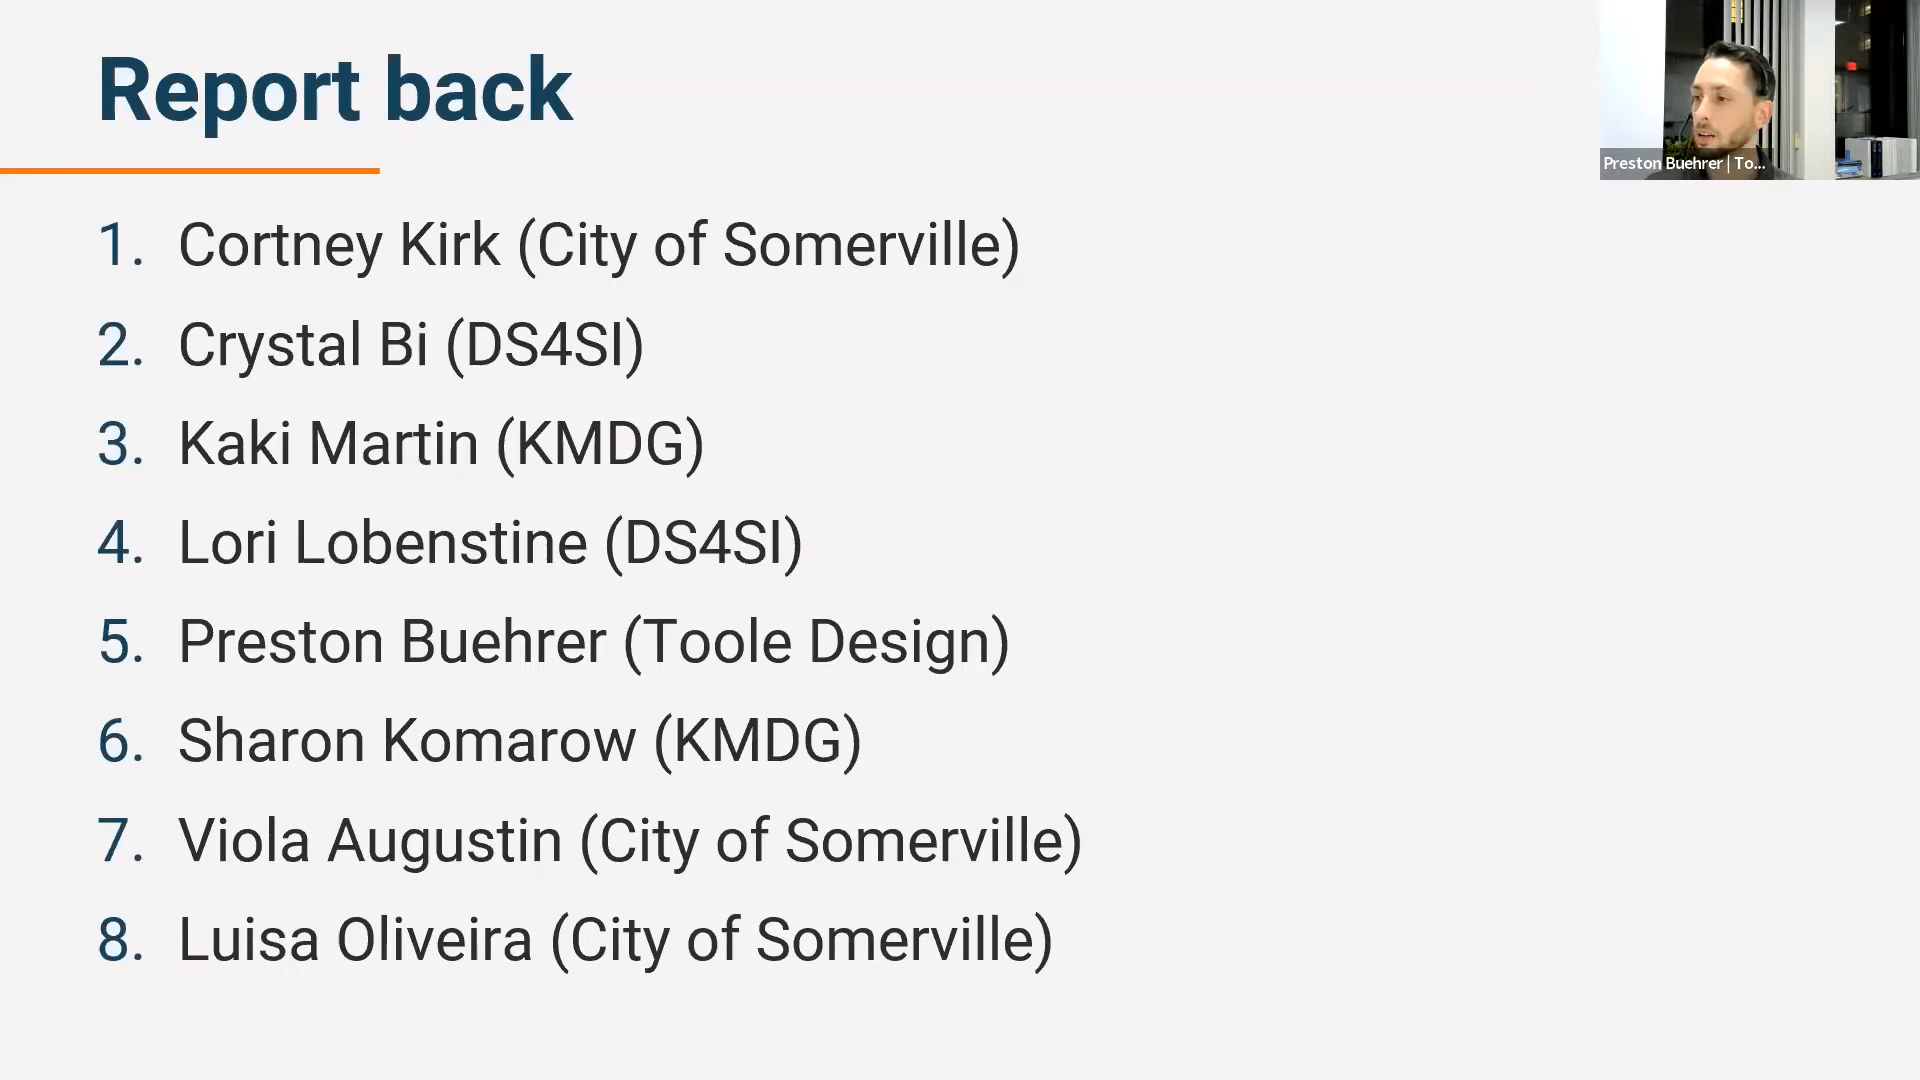 Report back
Preston Buehrer | To...
1. Cortney Kirk (City of Somerville)
2. Crystal Bi (DS4SI)
3. Kaki Martin (KMDG)
4. Lori Lobenstine (DS4SI)
5. Preston Buehrer (Toole Design)
6. Sharon Komarow (KMDG)
7. Viola Augustin (City of Somerville)
8. Luisa Oliveira (City of Somerville)